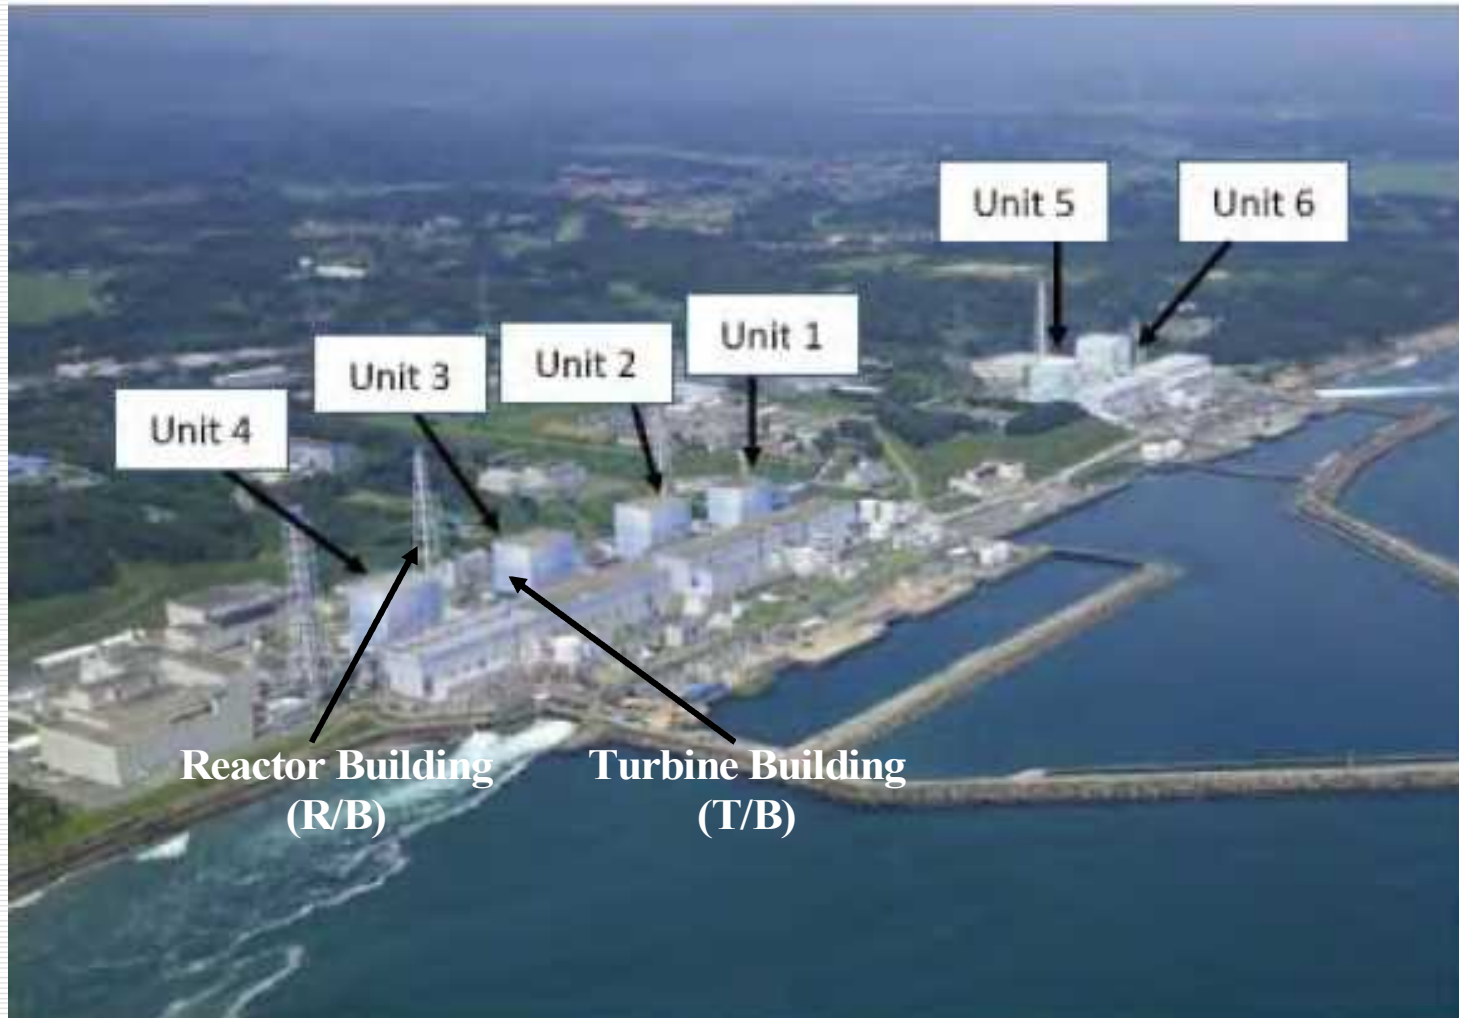 Unit 5
Unit 6
Unit 1
Unit 2
Unit 3
Unit 4
Reactor Building
(R/B)
Turbine Building
(T/B)